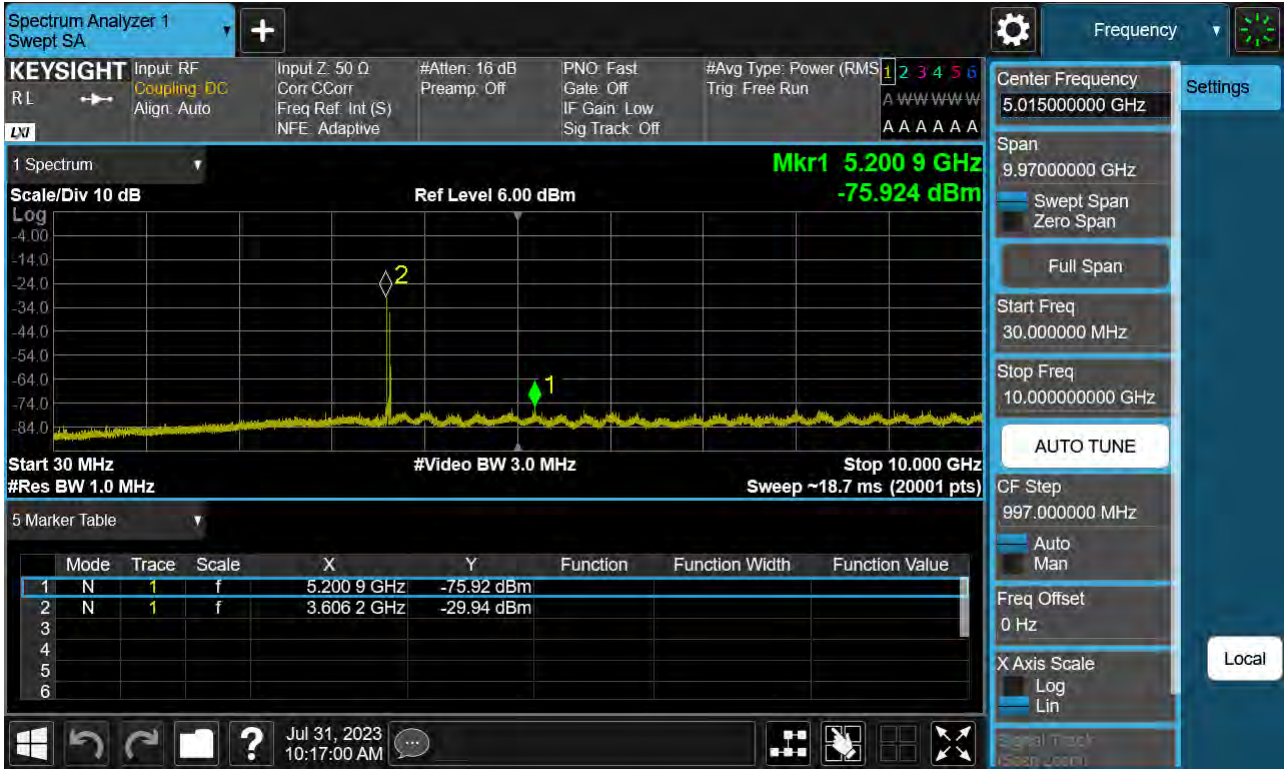 Spectrum Analyzer 1
Swept SA
+
Frequency
KEYSIGHT
RL
LXI
Input: RF
Coupling: DC
Align: Auto
Input Z: 50 Ω
Corr CCorr
Freq Ref: Int (S)
NFE: Adaptive
#Atten: 16 dB
Preamp: Off
PNO: Fast
Gate: Off
IF Gain: Low
Sig Track: Off
#Avg Type: Power (RMS
Trig: Free Run
1 2 3 4 5 6
A W W W W W
A A A A A A
1 Spectrum
Mkr1 5.200 9 GHz
Scale/Div 10 dB
Ref Level 6.00 dBm
-75.924 dBm
Log
-4.00
-14.0
-24.0
-34.0
-44.0
-54.0
-64.0
-74.0
-84.0
2
1
Start 30 MHz
#Video BW 3.0 MHz
Stop 10.000 GHz
#Res BW 1.0 MHz
Sweep ~18.7 ms (20001 pts)
5 Marker Table
Mode Trace Scale X Y Function Function Width Function Value
1 N 1 f 5.200 9 GHz -75.92 dBm
2 N 1 f 3.606 2 GHz -29.94 dBm
3
4
5
6
Jul 31, 2023
10:17:00 AM
?
Center Frequency
5.015000000 GHz
Settings
Span
9.97000000 GHz
Swept Span
Zero Span
Full Span
Start Freq
30.000000 MHz
Stop Freq
10.000000000 GHz
AUTO TUNE
CF Step
997.000000 MHz
Auto
Man
Freq Offset
0 Hz
X Axis Scale
Log
Lin
Local
Signal Track
(Span Zoom)